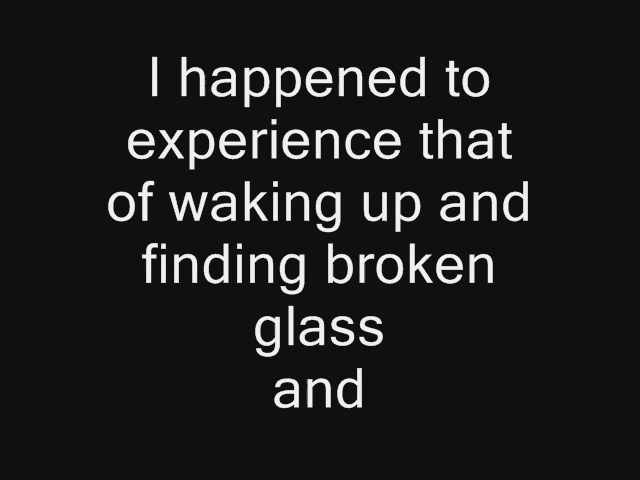 I happened to
experience that
of waking up and
finding broken
glass
and